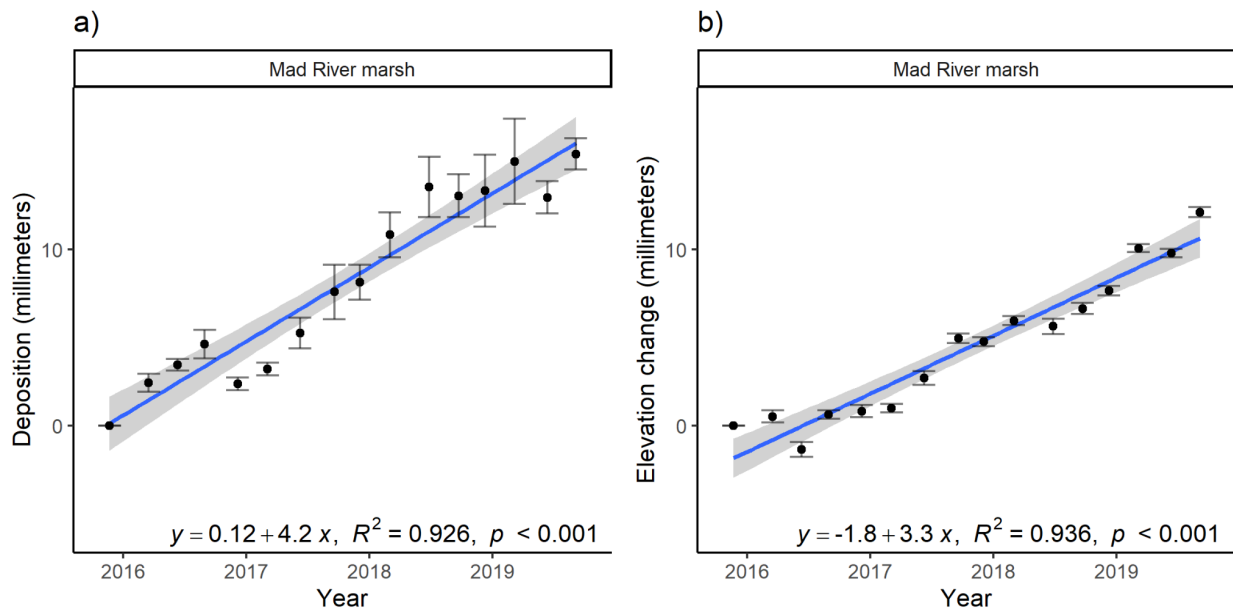 a)
Mad River marsh
Deposition (millimeters)
10
0
y = 0.12 + 4.2 x, R² = 0.926, p < 0.001
2016 2017 2018 2019
Year
b)
Mad River marsh
Elevation change (millimeters)
10
0
y = -1.8 + 3.3 x, R² = 0.936, p < 0.001
2016 2017 2018 2019
Year